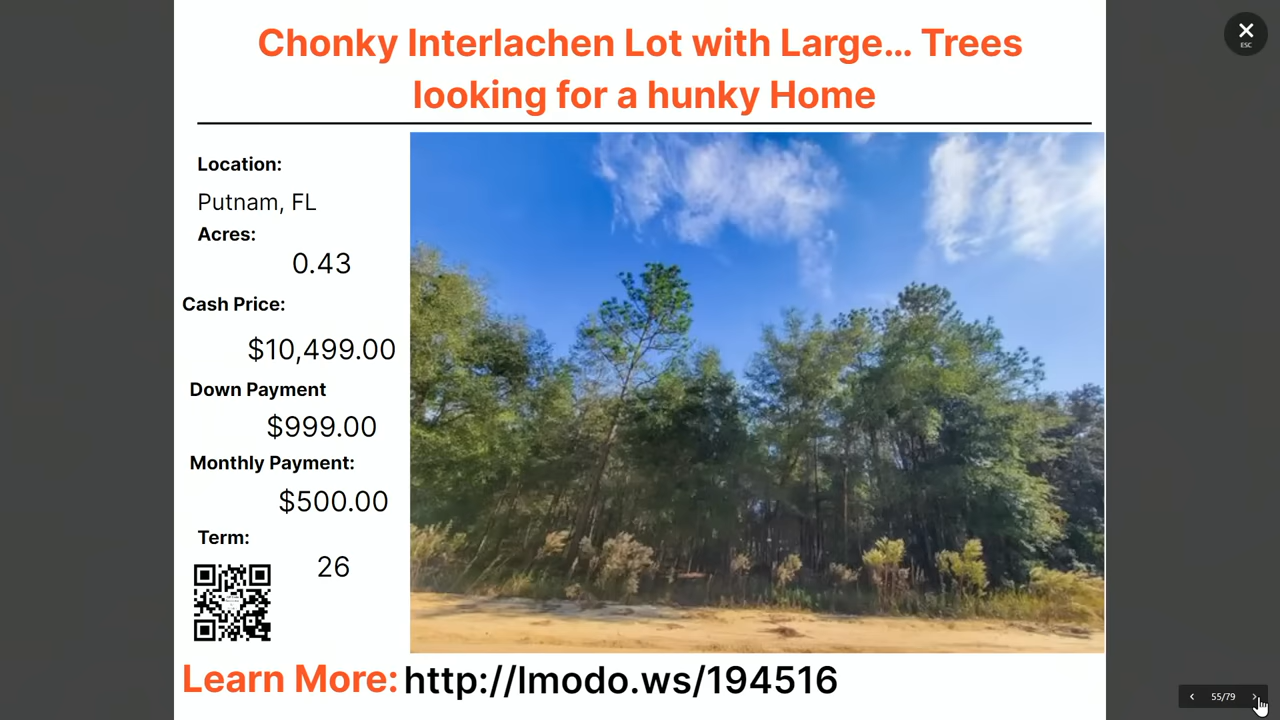 Chonky Interlachen Lot with Large... Trees
looking for a hunky Home
Location:
Putnam, FL
Acres:
0.43
Cash Price:
$10,499.00
Down Payment
$999.00
Monthly Payment:
$500.00
Term:
26
Learn More: http://lmodo.ws/194516
ESC
55/79